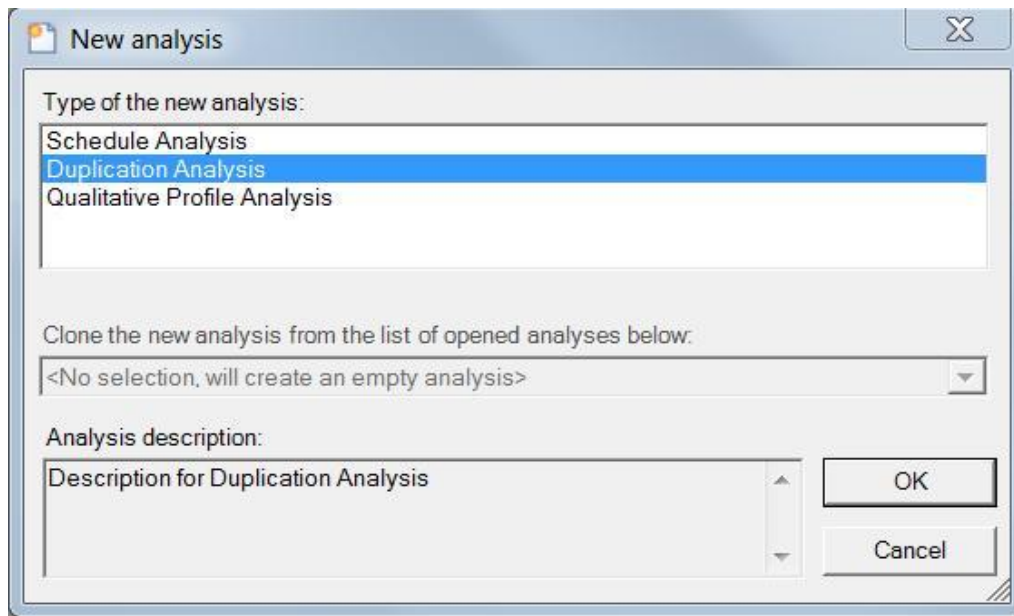 New analysis
Type of the new analysis:
Schedule Analysis
Duplication Analysis
Qualitative Profile Analysis
Clone the new analysis from the list of opened analyses below:
<No selection, will create an empty analysis>
Analysis description:
Description for Duplication Analysis
OK
Cancel